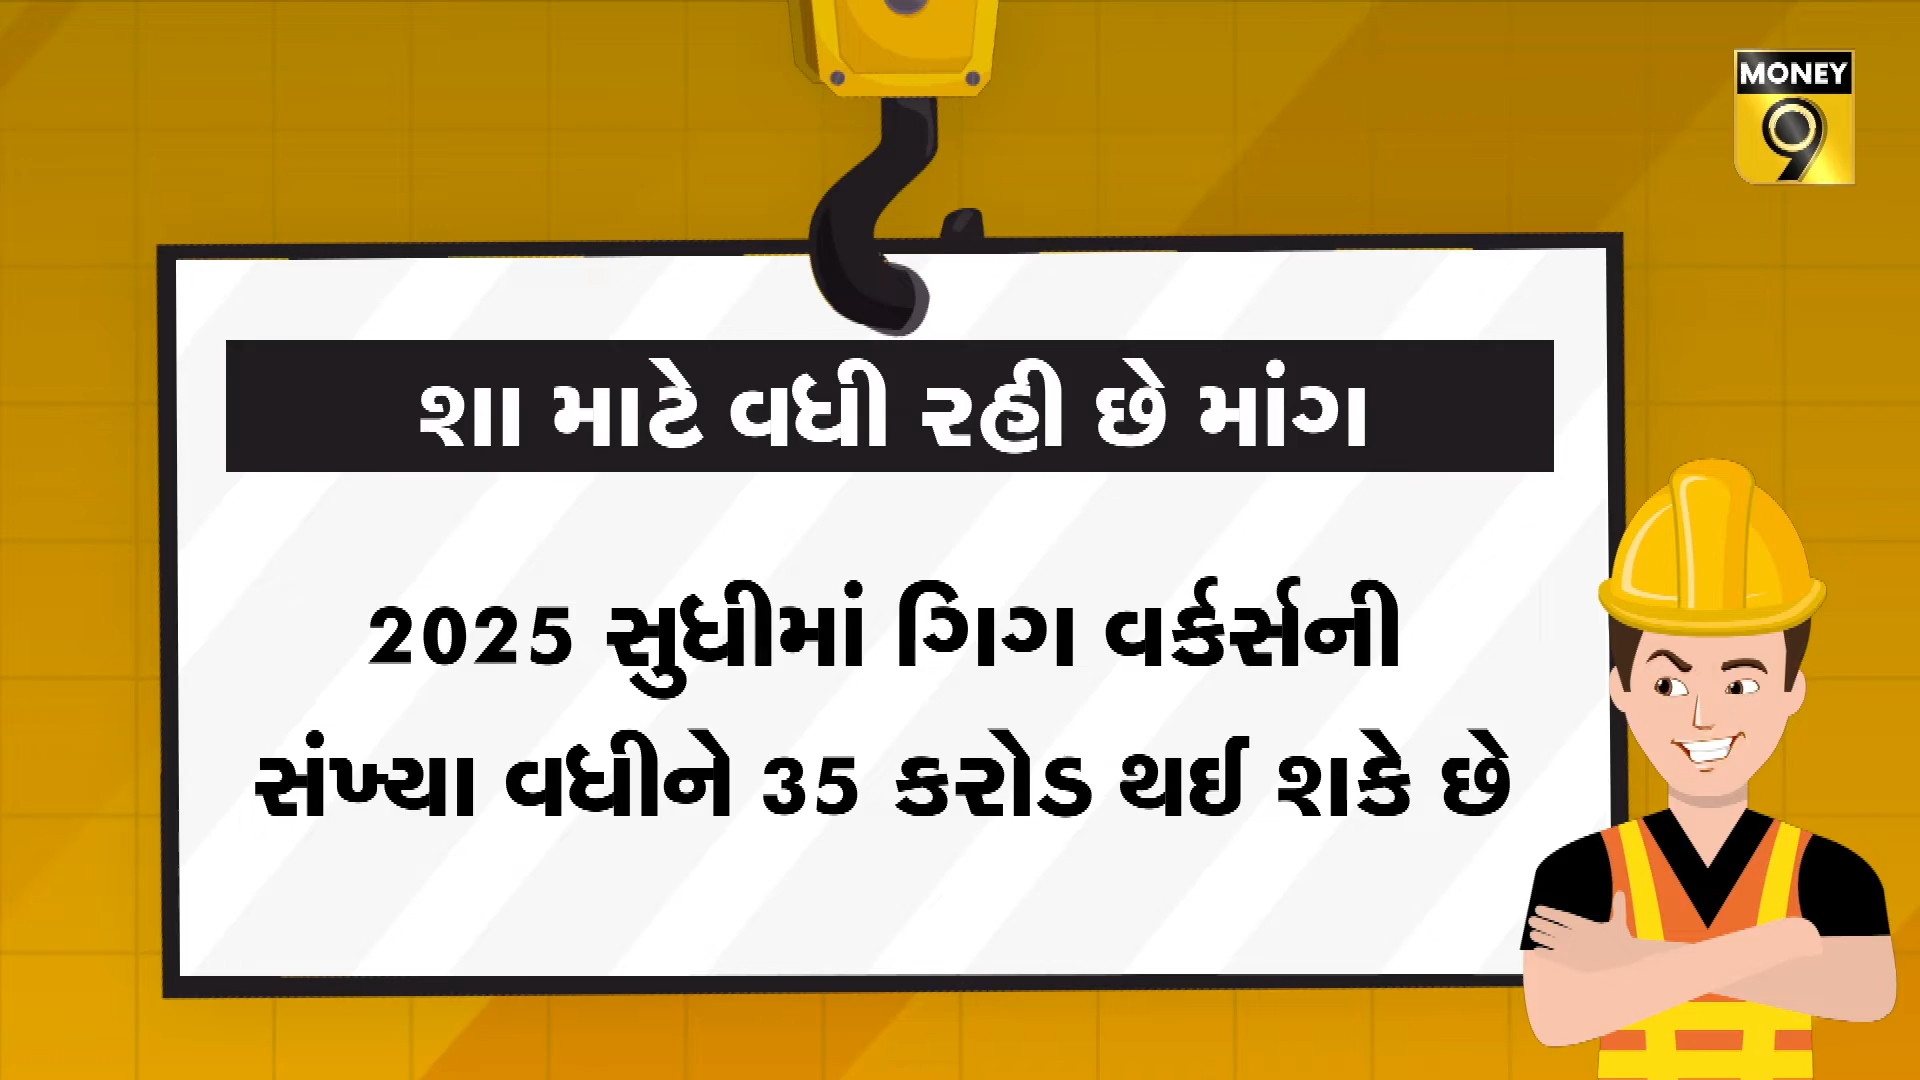 MONEY
9
શા માટે વધી રહી છે માંગ
2025 સુધીમાં ગિગ વર્કર્સની
સંખ્યા વધીને 35 કરોડ થઈ શકે છે